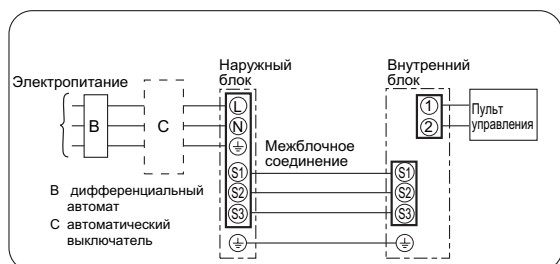 Электропитание
B
C
Наружный
блок
L
N
S1
S2
S3
Межблочное
соединение
Внутренний
блок
1
2
S1
S2
S3
Пульт
управления
B дифференциальный
автомат
C автоматический
выключатель